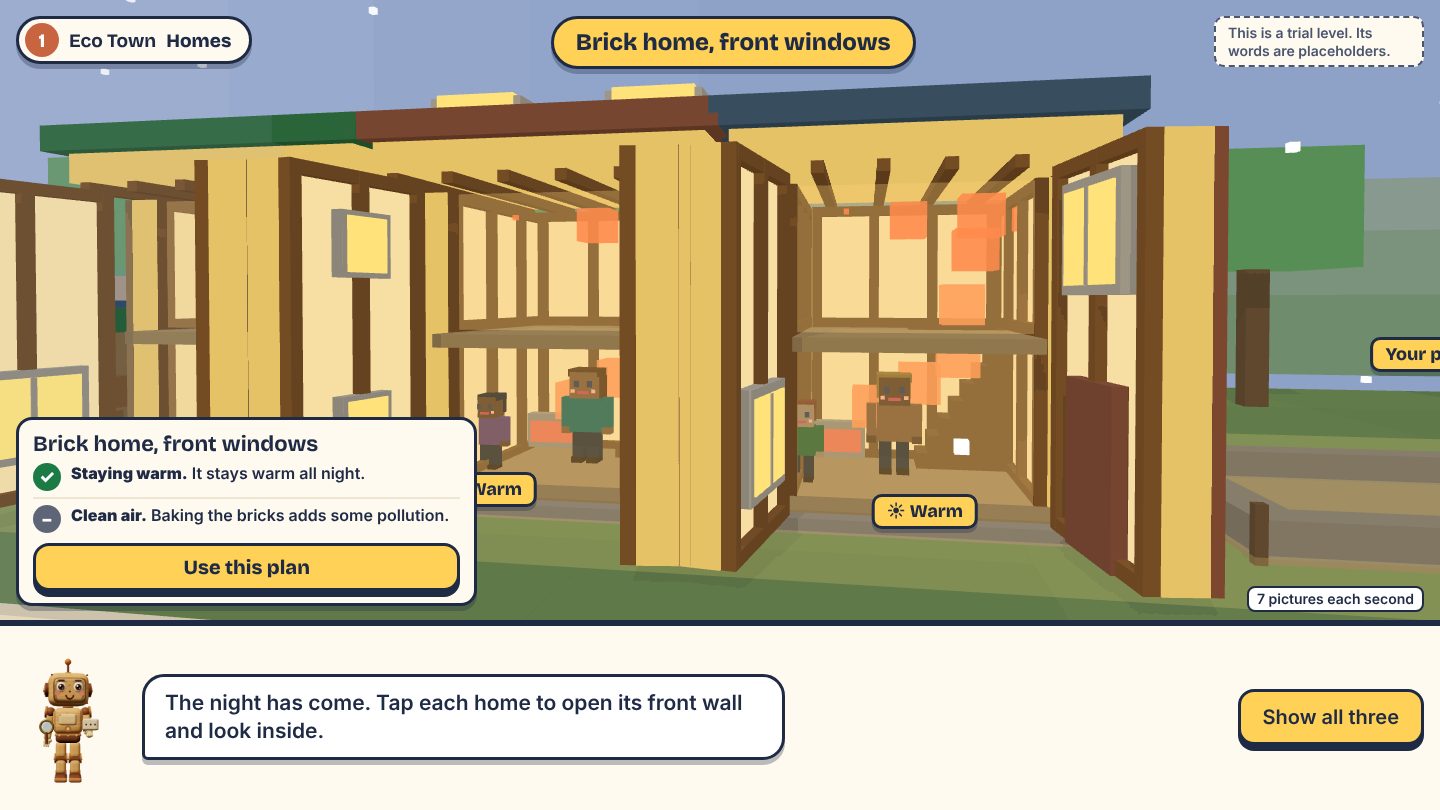 1 Eco Town Homes
Brick home, front windows
This is a trial level. Its
words are placeholders.
Your p
Brick home, front windows
Staying warm. It stays warm all night.
Clean air. Baking the bricks adds some pollution.
Use this plan
Warm
Warm
7 pictures each second
The night has come. Tap each home to open its front wall
and look inside.
Show all three